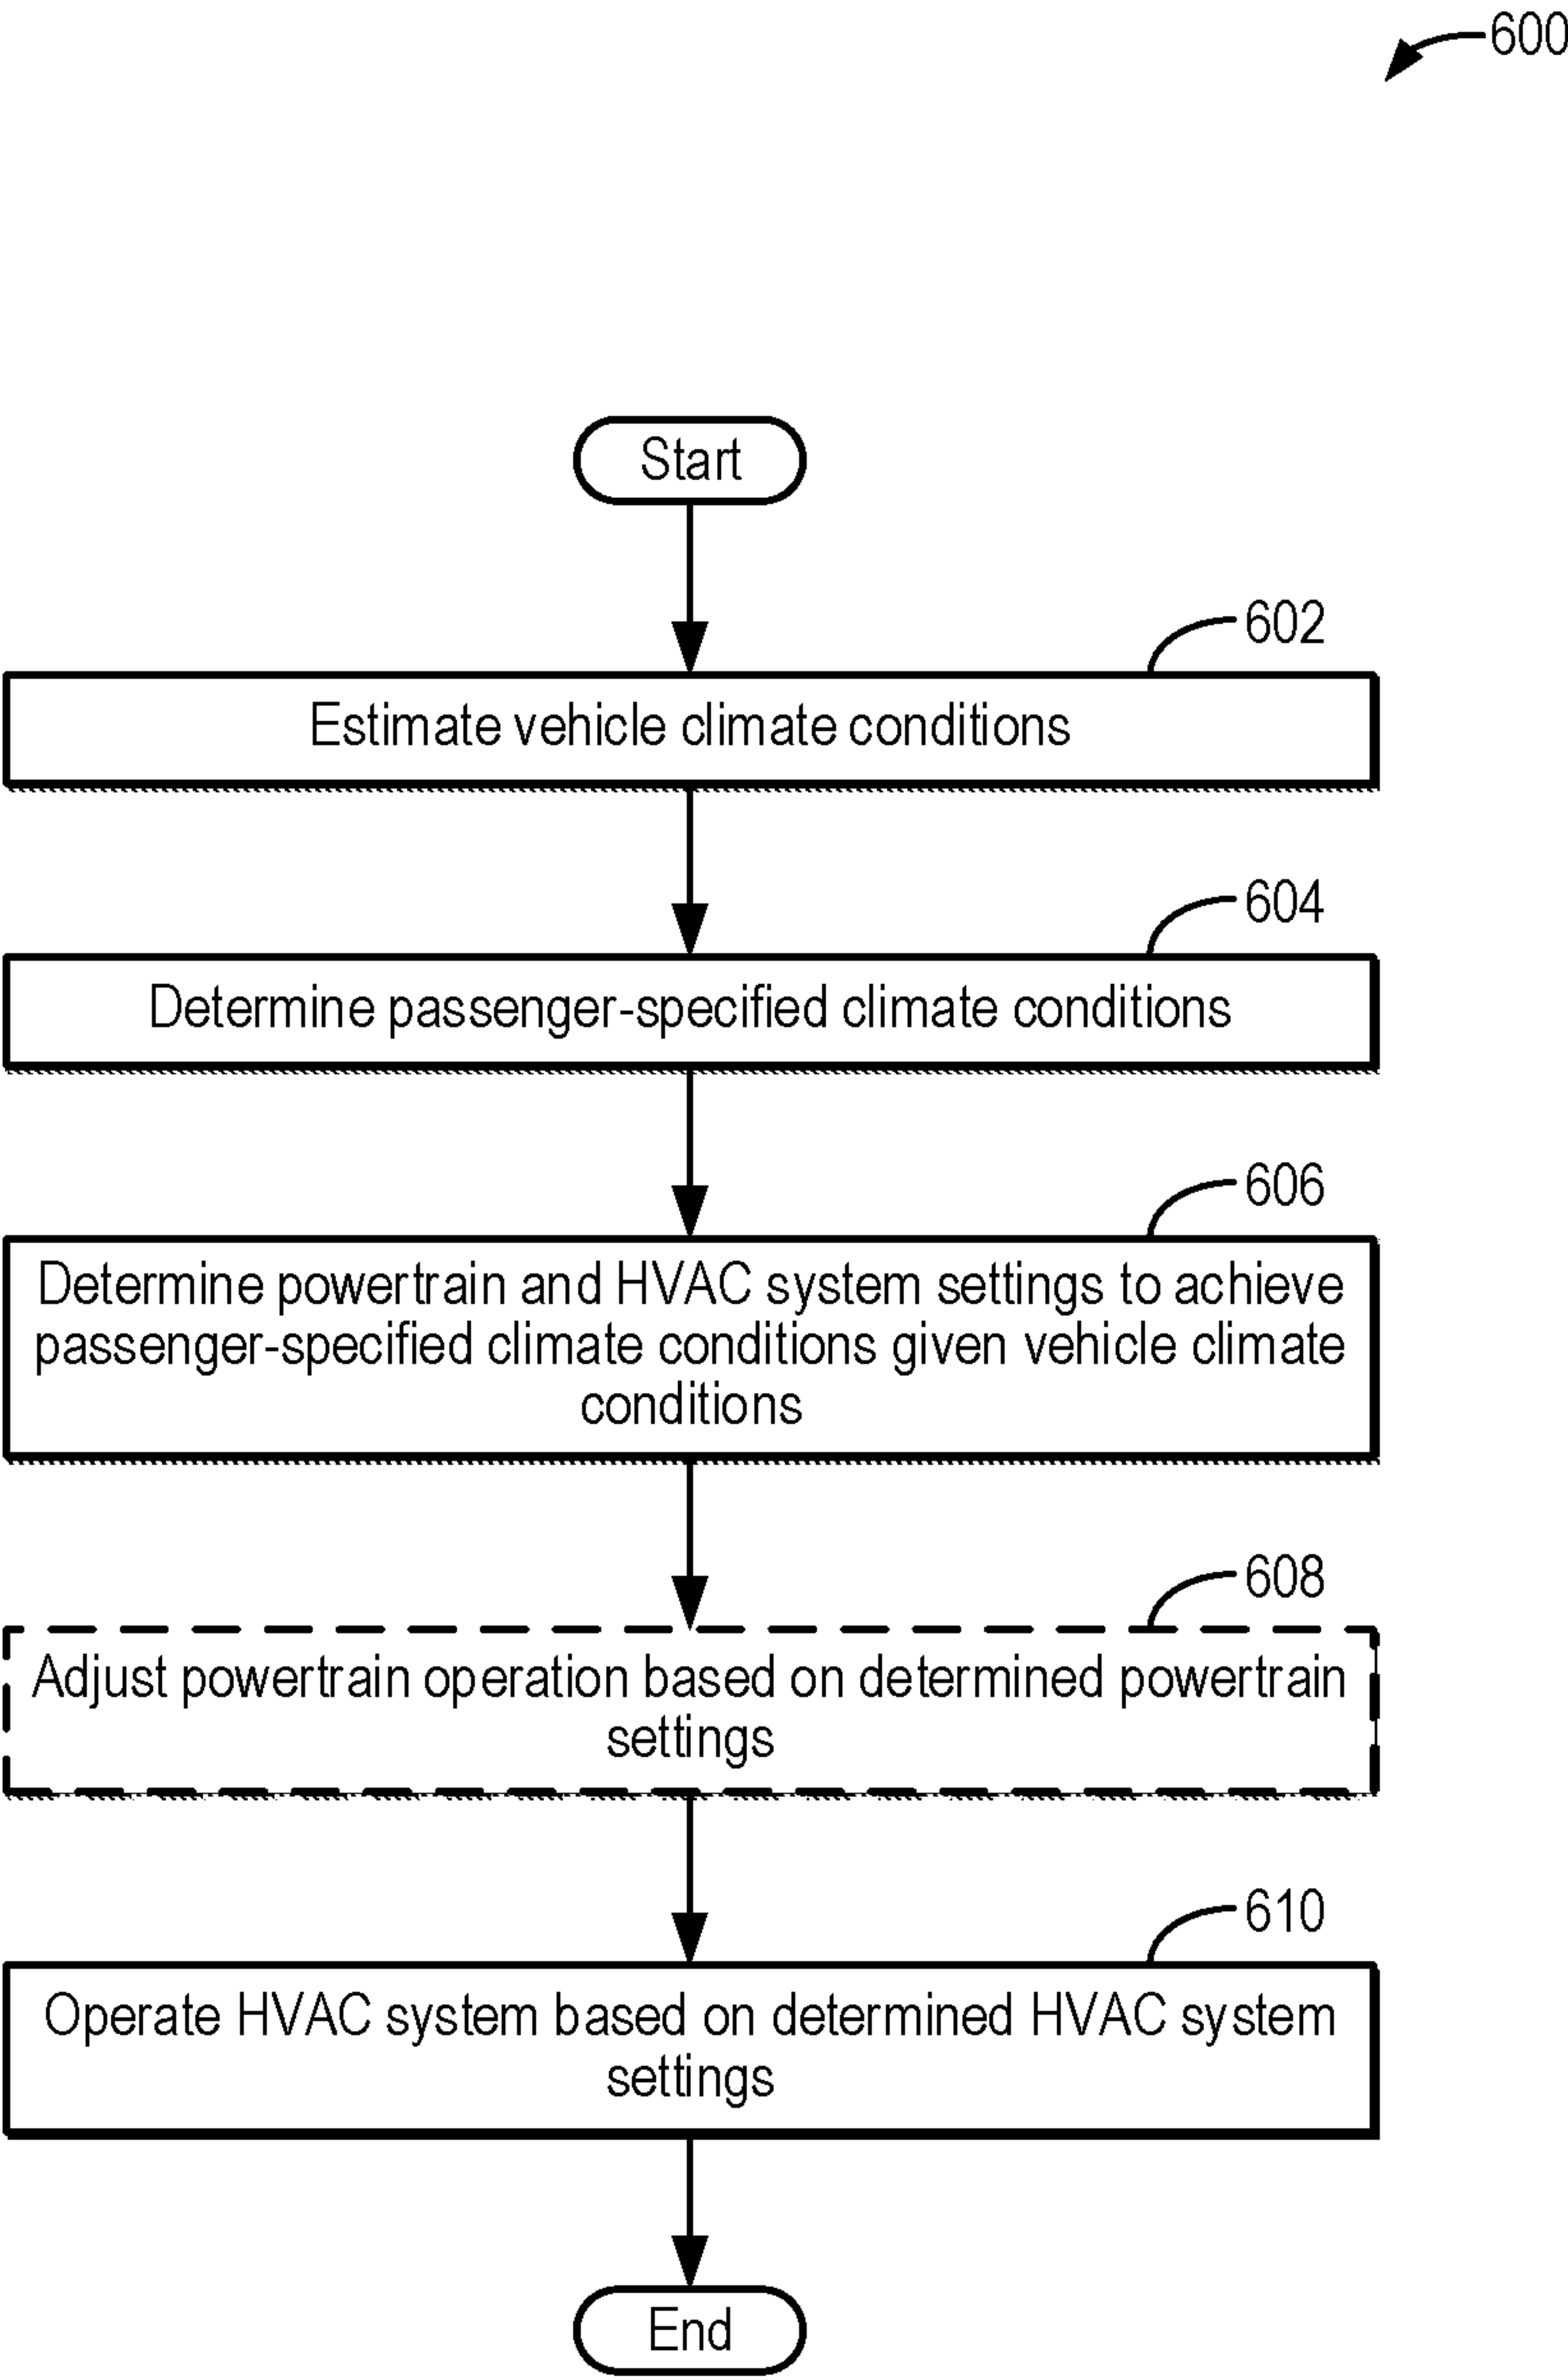 600
Start
602
Estimate vehicle climate conditions
604
Determine passenger-specified climate conditions
606
Determine powertrain and HVAC system settings to achieve
passenger-specified climate conditions given vehicle climate
conditions
608
Adjust powertrain operation based on determined powertrain
settings
610
Operate HVAC system based on determined HVAC system
settings
End